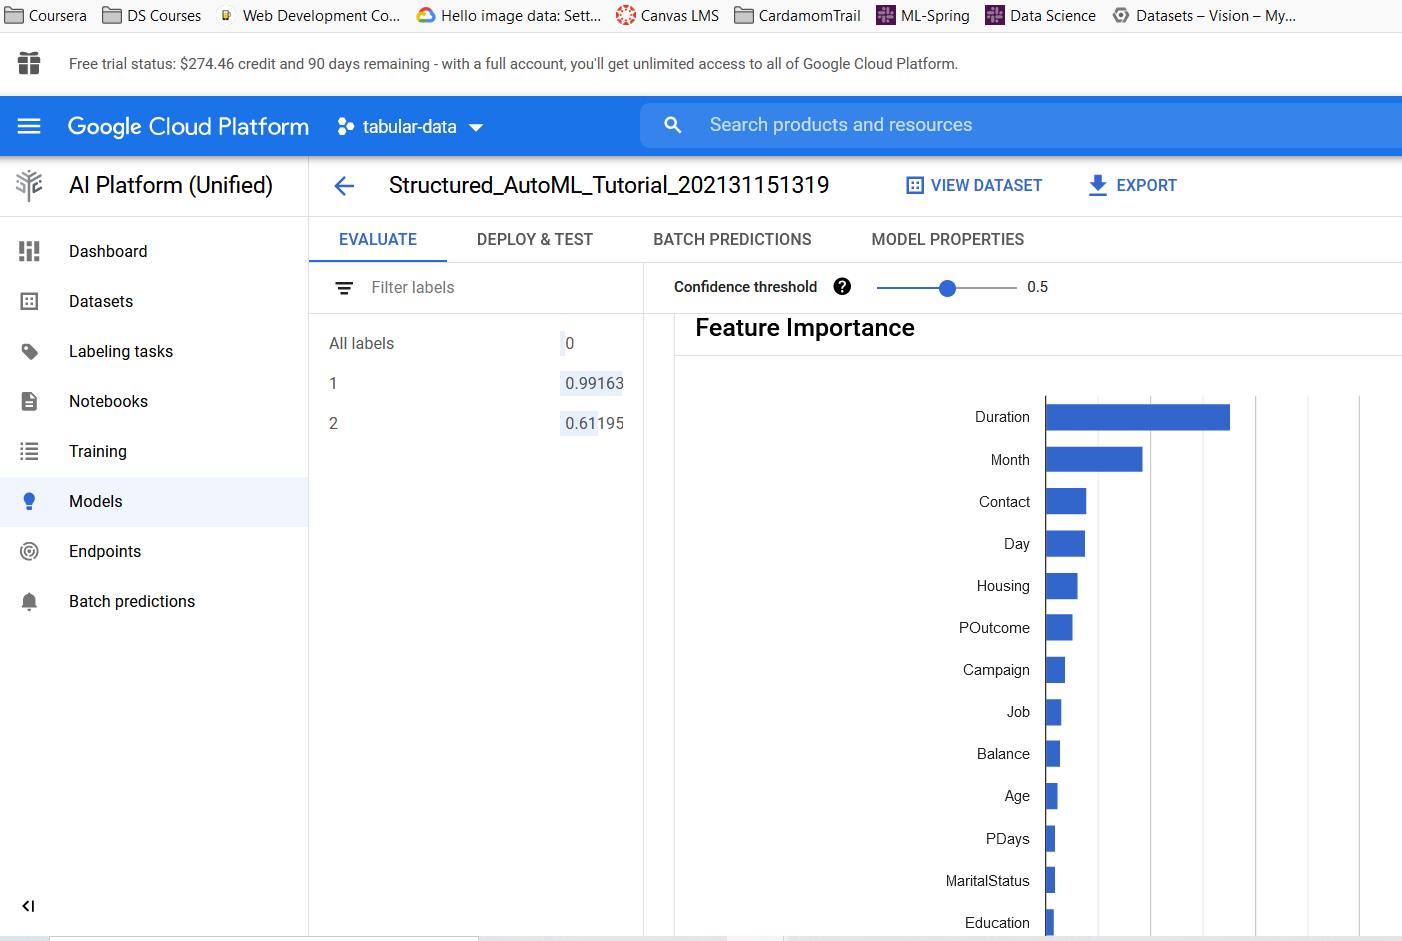 Coursera DS Courses Web Development Co... Hello image data: Sett... Canvas LMS CardamomTrail ML-Spring Data Science Datasets – Vision – My...
Free trial status: $274.46 credit and 90 days remaining - with a full account, you'll get unlimited access to all of Google Cloud Platform.
Google Cloud Platform tabular-data Search products and resources
AI Platform (Unified) Structured_AutoML_Tutorial_202131151319 VIEW DATASET EXPORT
Dashboard
Datasets
Labeling tasks
Notebooks
Training
Models
Endpoints
Batch predictions
EVALUATE DEPLOY & TEST BATCH PREDICTIONS MODEL PROPERTIES
Filter labels
All labels 0
1 0.99163
2 0.61195
Confidence threshold ? 0.5
Feature Importance
Duration
Month
Contact
Day
Housing
POutcome
Campaign
Job
Balance
Age
PDays
MaritalStatus
Education